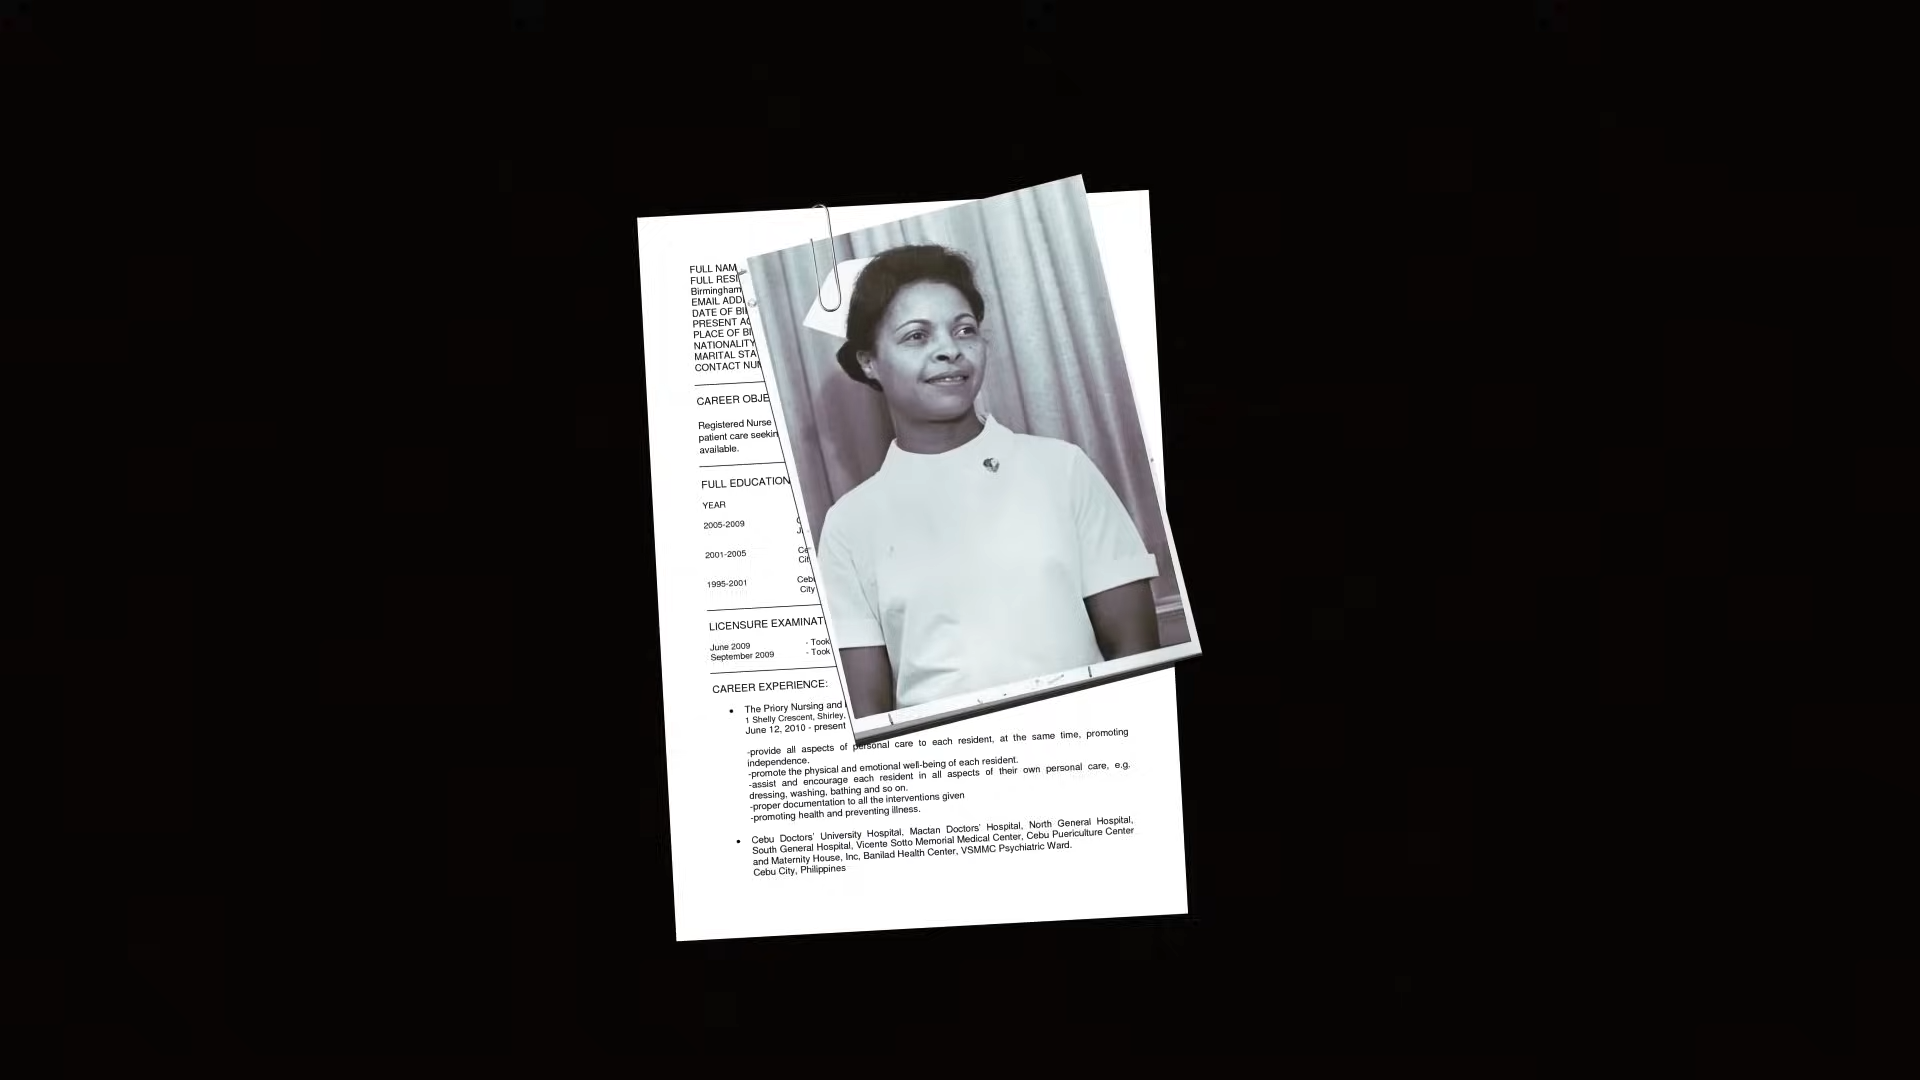 FULL NAM
FULL RESI
Birmingham
EMAIL ADD
DATE OF BI
PRESENT AC
PLACE OF BI
NATIONALITY
MARITAL STA
CONTACT NUM
CAREER OBJE
Registered Nurse
patient care seekin
available.
FULL EDUCATION
YEAR
2005-2009
2001-2005 Ce
Cit
1995-2001 Cebu
City
LICENSURE EXAMINAT
June 2009 - Took
September 2009 - Took
CAREER EXPERIENCE:
• The Priory Nursing and
1 Shelly Crescent, Shirley,
June 12, 2010 - present
-provide all aspects of personal care to each resident, at the same time, promoting
independence.
-promote the physical and emotional well-being of each resident.
-assist and encourage each resident in all aspects of their own personal care, e.g.
dressing, washing, bathing and so on.
-proper documentation to all the interventions given
-promoting health and preventing illness.
• Cebu Doctors' University Hospital, Mactan Doctors' Hospital, North General Hospital,
South General Hospital, Vicente Sotto Memorial Medical Center, Cebu Puericulture Center
and Maternity House, Inc, Banilad Health Center, VSMMC Psychiatric Ward.
Cebu City, Philippines